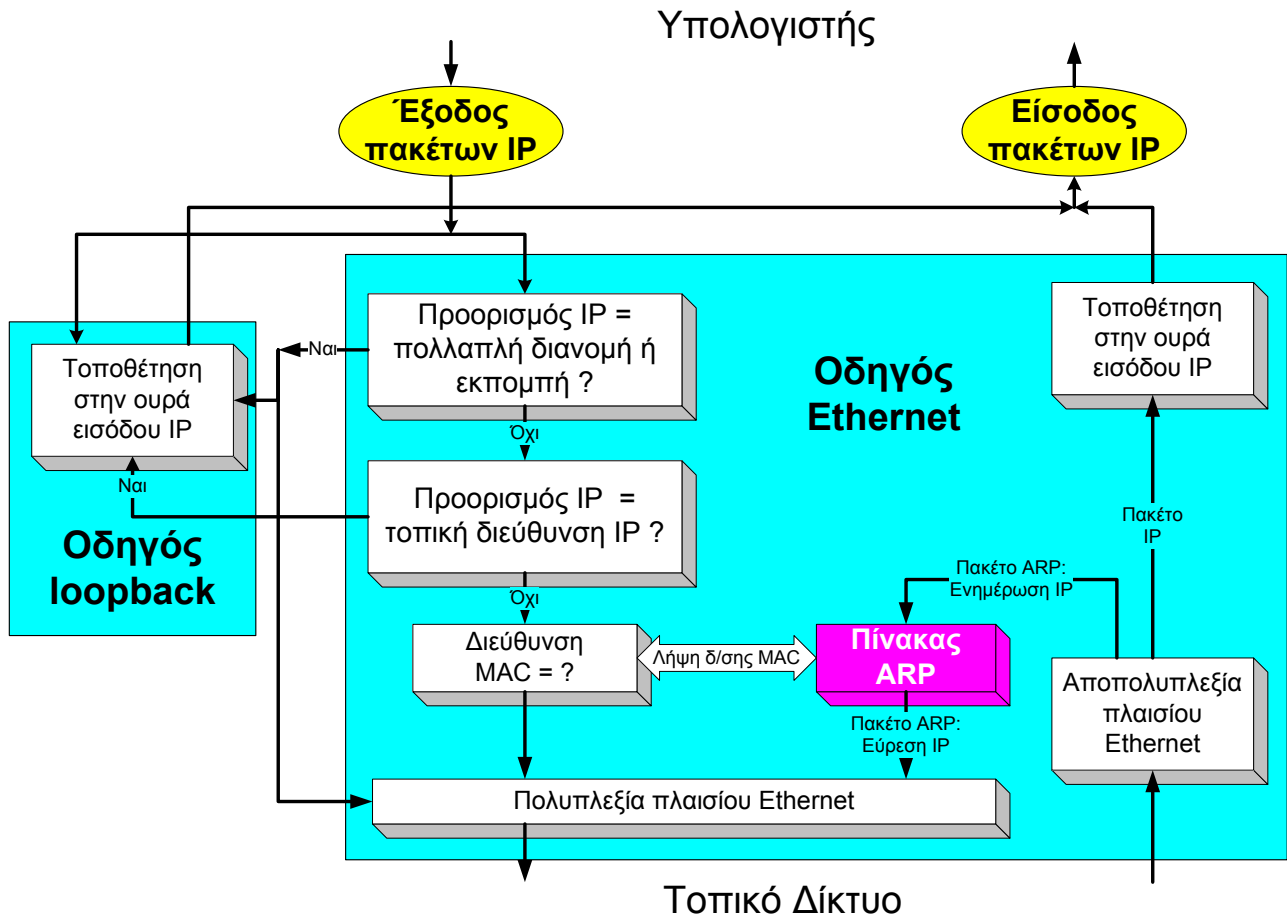 Υπολογιστής
Έξοδος
πακέτων IP
Είσοδος
πακέτων IP
Προορισμός IP =
πολλαπλή διανομή ή
εκπομπή ?
Ναι
Όχι
Τοποθέτηση
στην ουρά
εισόδου IP
Ναι
Οδηγός
loopback
Προορισμός IP =
τοπική διεύθυνση IP ?
Όχι
Οδηγός
Ethernet
Τοποθέτηση
στην ουρά
εισόδου IP
Πακέτο
IP
Πακέτο ARP:
Ενημέρωση IP
Διεύθυνση
MAC = ?
Λήψη δ/σης MAC
Πίνακας
ARP
Πακέτο ARP:
Εύρεση IP
Αποπολυπλεξία
πλαισίου
Ethernet
Πολυπλεξία πλαισίου Ethernet
Τοπικό Δίκτυο